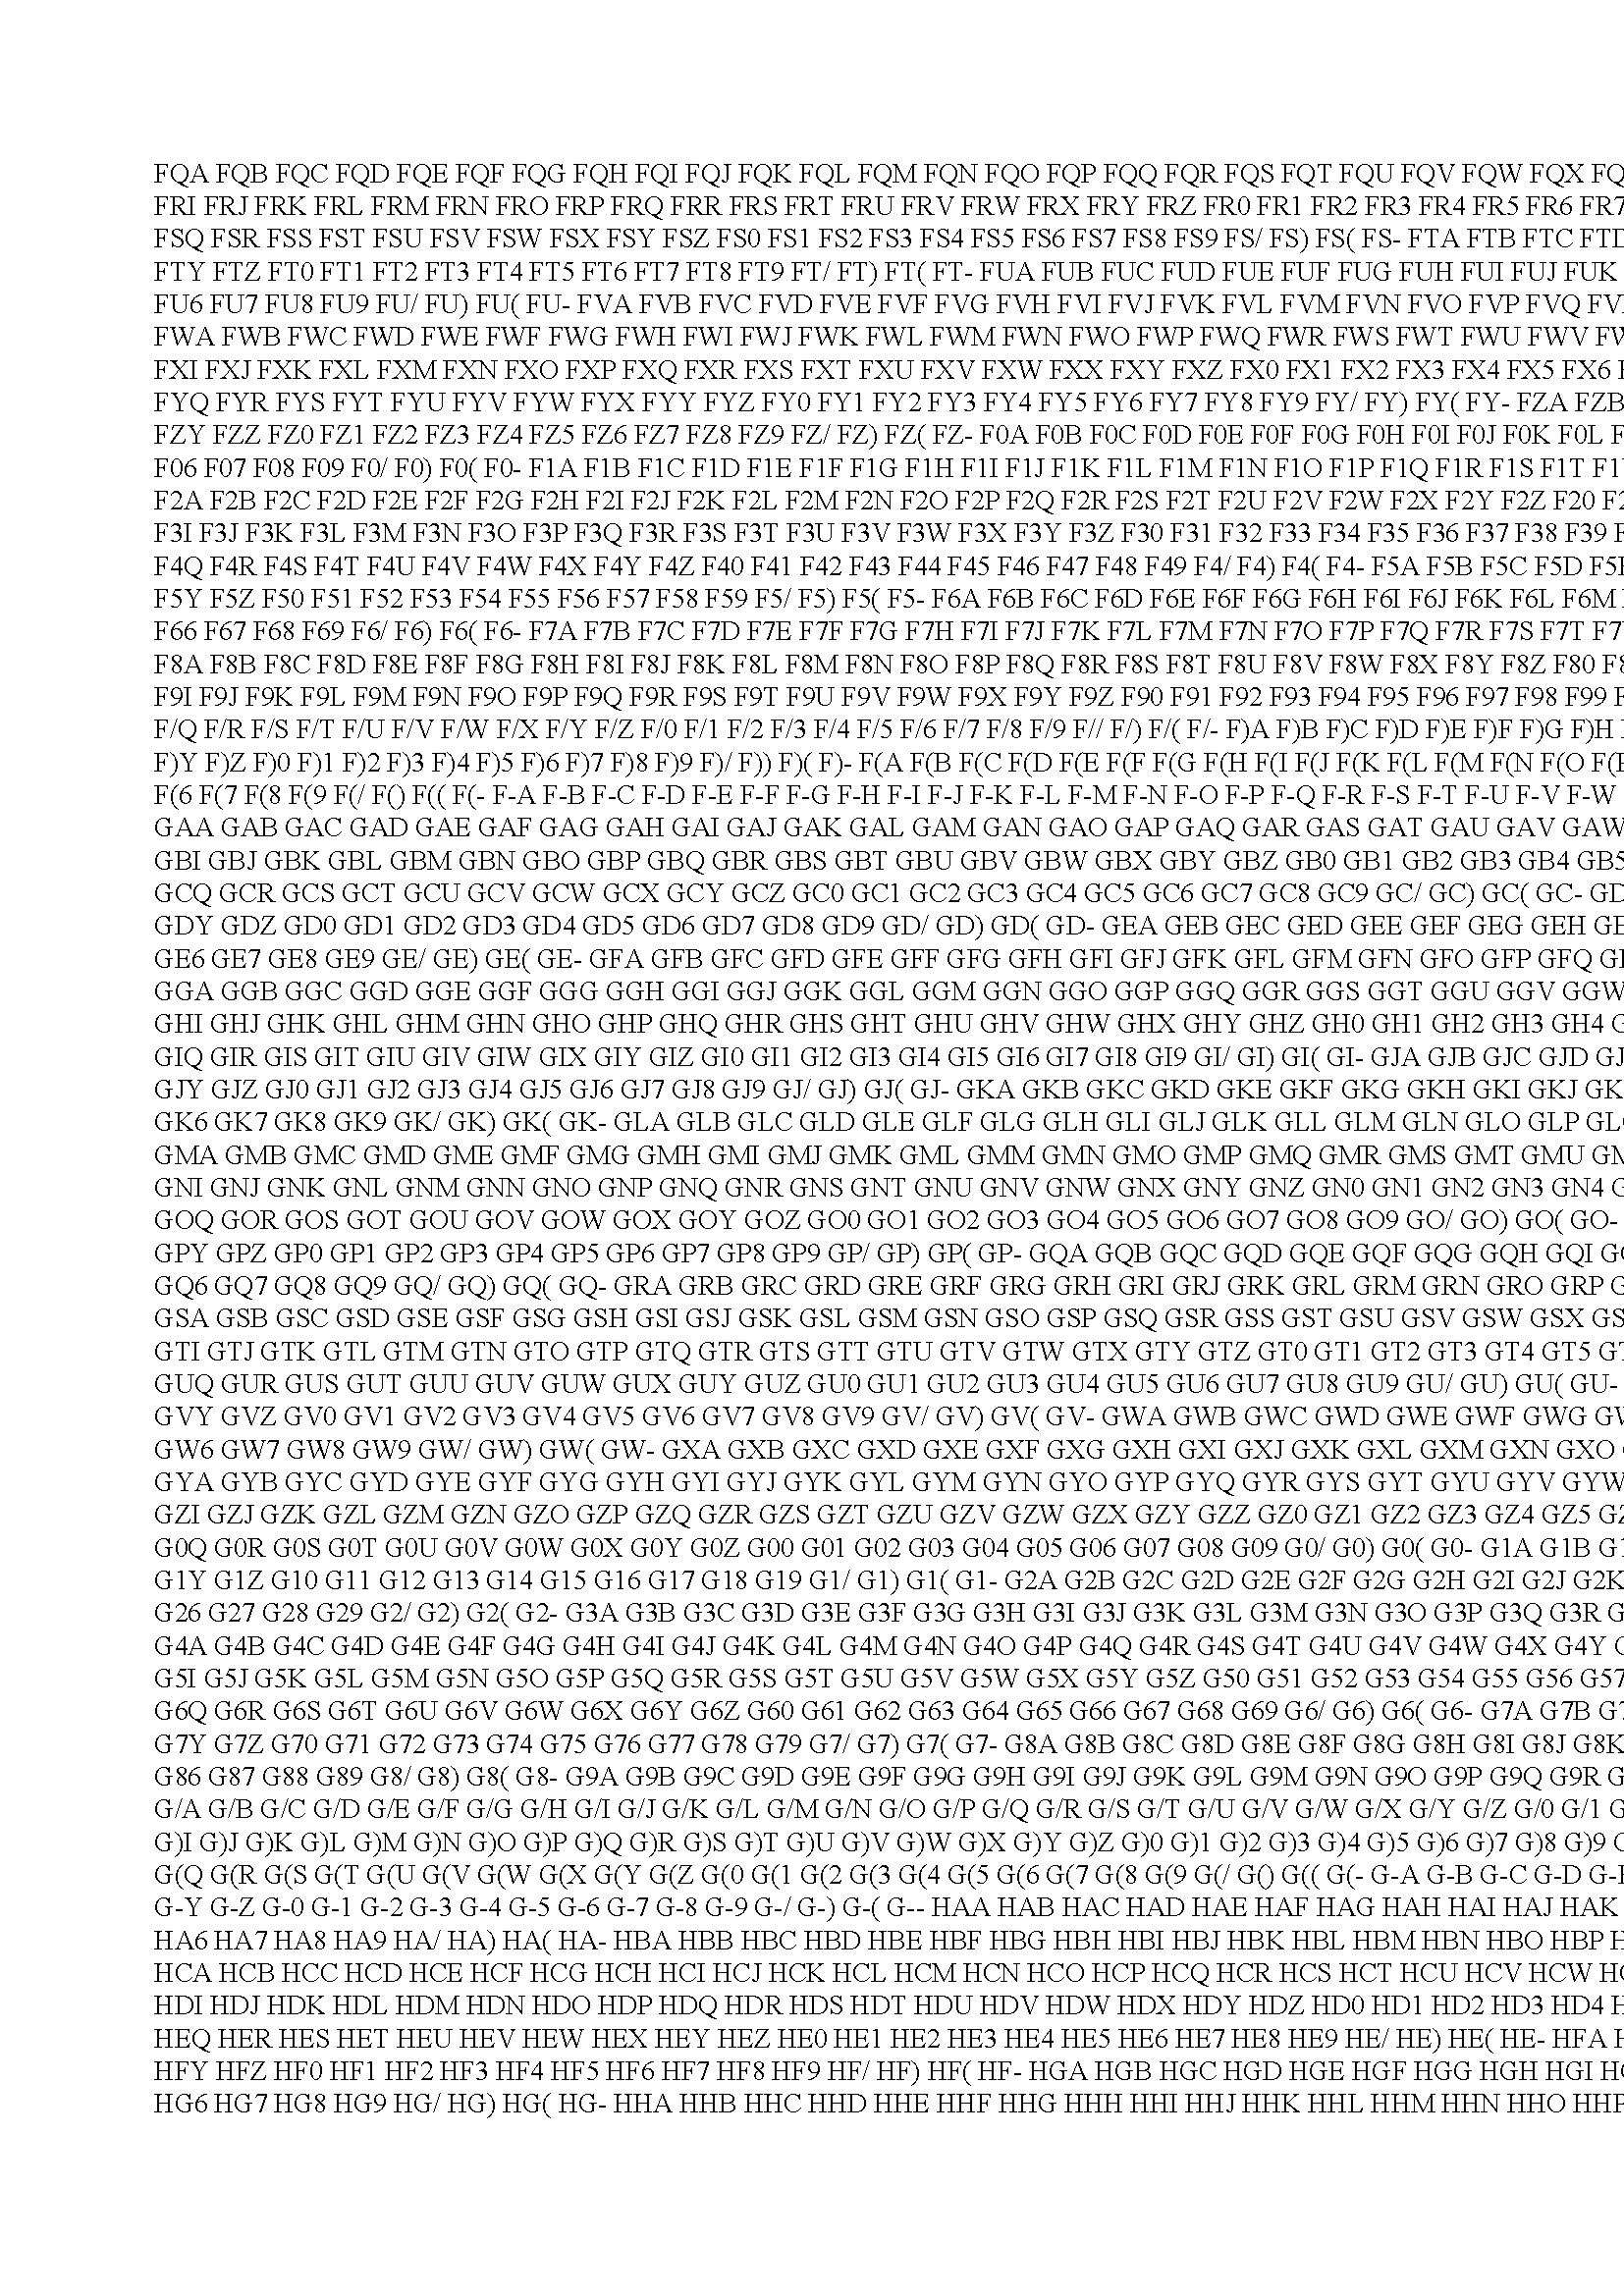 FQA FQB FQC FQD FQE FQF FQG FQH FQI FQJ FQK FQL FQM FQN FQO FQP FQQ FQR FQS FQT FQU FQV FQW FQX
FRI FRJ FRK FRL FRM FRN FRO FRP FRQ FRR FRS FRT FRU FRV FRW FRX FRY FRZ FR0 FR1 FR2 FR3 FR4 FR5 FR6 FR7
FSQ FSR FSS FST FSU FSV FSW FSX FSY FSZ FS0 FS1 FS2 FS3 FS4 FS5 FS6 FS7 FS8 FS9 FS/ FS) FS( FS- FTA FTB FTC FTD
FTY FTZ FT0 FT1 FT2 FT3 FT4 FT5 FT6 FT7 FT8 FT9 FT/ FT) FT( FT- FUA FUB FUC FUD FUE FUF FUG FUH FUI FUJ FUK
FU6 FU7 FU8 FU9 FU/ FU) FU( FU- FVA FVB FVC FVD FVE FVF FVG FVH FVI FVJ FVK FVL FVM FVN FVO FVP FVQ
FWA FWB FWC FWD FWE FWF FWG FWH FWI FWJ FWK FWL FWM FWN FWO FWP FWQ FWR FWS FWT FWU FWV
FXI FXJ FXK FXL FXM FXN FXO FXP FXQ FXR FXS FXT FXU FXV FXW FXX FXY FXZ FX0 FX1 FX2 FX3 FX4 FX5 FX6
FYQ FYR FYS FYT FYU FYV FYW FYX FYY FYZ FY0 FY1 FY2 FY3 FY4 FY5 FY6 FY7 FY8 FY9 FY/ FY) FY( FY- FZA FZB
FZY FZZ FZ0 FZ1 FZ2 FZ3 FZ4 FZ5 FZ6 FZ7 FZ8 FZ9 FZ/ FZ) FZ( FZ- F0A F0B F0C F0D F0E F0F F0G F0H F0I F0J F0K F0L
F06 F07 F08 F09 F0/ F0) F0( F0- F1A F1B F1C F1D F1E F1F F1G F1H F1I F1J F1K F1L F1M F1N F1O F1P F1Q F1R F1S F1T
F2A F2B F2C F2D F2E F2F F2G F2H F2I F2J F2K F2L F2M F2N F2O F2P F2Q F2R F2S F2T F2U F2V F2W F2X F2Y F2Z F20
F3I F3J F3K F3L F3M F3N F3O F3P F3Q F3R F3S F3T F3U F3V F3W F3X F3Y F3Z F30 F31 F32 F33 F34 F35 F36 F37 F38 F39
F4Q F4R F4S F4T F4U F4V F4W F4X F4Y F4Z F40 F41 F42 F43 F44 F45 F46 F47 F48 F49 F4/ F4) F4( F4- F5A F5B F5C F5D
F5Y F5Z F50 F51 F52 F53 F54 F55 F56 F57 F58 F59 F5/ F5) F5( F5- F6A F6B F6C F6D F6E F6F F6G F6H F6I F6J F6K F6L F6M
F66 F67 F68 F69 F6/ F6) F6( F6- F7A F7B F7C F7D F7E F7F F7G F7H F7I F7J F7K F7L F7M F7N F7O F7P F7Q F7R F7S F7T
F8A F8B F8C F8D F8E F8F F8G F8H F8I F8J F8K F8L F8M F8N F8O F8P F8Q F8R F8S F8T F8U F8V F8W F8X F8Y F8Z F80
F9I F9J F9K F9L F9M F9N F9O F9P F9Q F9R F9S F9T F9U F9V F9W F9X F9Y F9Z F90 F91 F92 F93 F94 F95 F96 F97 F98 F99
F/Q F/R F/S F/T F/U F/V F/W F/X F/Y F/Z F/0 F/1 F/2 F/3 F/4 F/5 F/6 F/7 F/8 F/9 F// F/) F/( F/- F)A F)B F)C F)D F)E F)F F)G F)H
F)Y F)Z F)0 F)1 F)2 F)3 F)4 F)5 F)6 F)7 F)8 F)9 F)/ F)) F)( F)- F(A F(B F(C F(D F(E F(F F(G F(H F(I F(J F(K F(L F(M F(N F(O
F(6 F(7 F(8 F(9 F(/ F() F(( F(- F-A F-B F-C F-D F-E F-F F-G F-H F-I F-J F-K F-L F-M F-N F-O F-P F-Q F-R F-S F-T F-U F-V F-W
GAA GAB GAC GAD GAE GAF GAG GAH GAI GAJ GAK GAL GAM GAN GAO GAP GAQ GAR GAS GAT GAU GAV GAW
GBI GBJ GBK GBL GBM GBN GBO GBP GBQ GBR GBS GBT GBU GBV GBW GBX GBY GBZ GB0 GB1 GB2 GB3 GB4 GB5
GCQ GCR GCS GCT GCU GCV GCW GCX GCY GCZ GC0 GC1 GC2 GC3 GC4 GC5 GC6 GC7 GC8 GC9 GC/ GC) GC( GC-
GDY GDZ GD0 GD1 GD2 GD3 GD4 GD5 GD6 GD7 GD8 GD9 GD/ GD) GD( GD- GEA GEB GEC GED GEE GEF GEG GEH
GE6 GE7 GE8 GE9 GE/ GE) GE( GE- GFA GFB GFC GFD GFE GFF GFG GFH GFI GFJ GFK GFL GFM GFN GFO GFP GFQ
GGA GGB GGC GGD GGE GGF GGG GGH GGI GGJ GGK GGL GGM GGN GGO GGP GGQ GGR GGS GGT GGU GGV GGW
GHI GHJ GHK GHL GHM GHN GHO GHP GHQ GHR GHS GHT GHU GHV GHW GHX GHY GHZ GH0 GH1 GH2 GH3 GH4
GIQ GIR GIS GIT GIU GIV GIW GIX GIY GIZ GI0 GI1 GI2 GI3 GI4 GI5 GI6 GI7 GI8 GI9 GI/ GI) GI( GI- GJA GJB GJC GJD
GJY GJZ GJ0 GJ1 GJ2 GJ3 GJ4 GJ5 GJ6 GJ7 GJ8 GJ9 GJ/ GJ) GJ( GJ- GKA GKB GKC GKD GKE GKF GKG GKH GKI GKJ
GK6 GK7 GK8 GK9 GK/ GK) GK( GK- GLA GLB GLC GLD GLE GLF GLG GLH GLI GLJ GLK GLL GLM GLN GLO GLP
GMA GMB GMC GMD GME GMF GMG GMH GMI GMJ GMK GML GMM GMN GMO GMP GMQ GMR GMS GMT GMU
GNI GNJ GNK GNL GNM GNN GNO GNP GNQ GNR GNS GNT GNU GNV GNW GNX GNY GNZ GN0 GN1 GN2 GN3 GN4
GOQ GOR GOS GOT GOU GOV GOW GOX GOY GOZ GO0 GO1 GO2 GO3 GO4 GO5 GO6 GO7 GO8 GO9 GO/ GO) GO( GO-
GPY GPZ GP0 GP1 GP2 GP3 GP4 GP5 GP6 GP7 GP8 GP9 GP/ GP) GP( GP- GQA GQB GQC GQD GQE GQF GQG GQH GQI
GQ6 GQ7 GQ8 GQ9 GQ/ GQ) GQ( GQ- GRA GRB GRC GRD GRE GRF GRG GRH GRI GRJ GRK GRL GRM GRN GRO GRP
GSA GSB GSC GSD GSE GSF GSG GSH GSI GSJ GSK GSL GSM GSN GSO GSP GSQ GSR GSS GST GSU GSV GSW GSX
GTI GTJ GTK GTL GTM GTN GTO GTP GTQ GTR GTS GTT GTU GTV GTW GTX GTY GTZ GT0 GT1 GT2 GT3 GT4 GT5
GUQ GUR GUS GUT GUU GUV GUW GUX GUY GUZ GU0 GU1 GU2 GU3 GU4 GU5 GU6 GU7 GU8 GU9 GU/ GU) GU( GU-
GVY GVZ GV0 GV1 GV2 GV3 GV4 GV5 GV6 GV7 GV8 GV9 GV/ GV) GV( GV- GWA GWB GWC GWD GWE GWF GWG
GW6 GW7 GW8 GW9 GW/ GW) GW( GW- GXA GXB GXC GXD GXE GXF GXG GXH GXI GXJ GXK GXL GXM GXN GXO
GYA GYB GYC GYD GYE GYF GYG GYH GYI GYJ GYK GYL GYM GYN GYO GYP GYQ GYR GYS GYT GYU GYV GYW
GZI GZJ GZK GZL GZM GZN GZO GZP GZQ GZR GZS GZT GZU GZV GZW GZX GZY GZZ GZ0 GZ1 GZ2 GZ3 GZ4 GZ5
G0Q G0R G0S G0T G0U G0V G0W G0X G0Y G0Z G00 G01 G02 G03 G04 G05 G06 G07 G08 G09 G0/ G0) G0( G0- G1A G1B
G1Y G1Z G10 G11 G12 G13 G14 G15 G16 G17 G18 G19 G1/ G1) G1( G1- G2A G2B G2C G2D G2E G2F G2G G2H G2I G2J G2K
G26 G27 G28 G29 G2/ G2) G2( G2- G3A G3B G3C G3D G3E G3F G3G G3H G3I G3J G3K G3L G3M G3N G3O G3P G3Q G3R
G4A G4B G4C G4D G4E G4F G4G G4H G4I G4J G4K G4L G4M G4N G4O G4P G4Q G4R G4S G4T G4U G4V G4W G4X G4Y
G5I G5J G5K G5L G5M G5N G5O G5P G5Q G5R G5S G5T G5U G5V G5W G5X G5Y G5Z G50 G51 G52 G53 G54 G55 G56 G57
G6Q G6R G6S G6T G6U G6V G6W G6X G6Y G6Z G60 G61 G62 G63 G64 G65 G66 G67 G68 G69 G6/ G6) G6( G6- G7A G7B
G7Y G7Z G70 G71 G72 G73 G74 G75 G76 G77 G78 G79 G7/ G7) G7( G7- G8A G8B G8C G8D G8E G8F G8G G8H G8I G8J G8K
G86 G87 G88 G89 G8/ G8) G8( G8- G9A G9B G9C G9D G9E G9F G9G G9H G9I G9J G9K G9L G9M G9N G9O G9P G9Q G9R
G/A G/B G/C G/D G/E G/F G/G G/H G/I G/J G/K G/L G/M G/N G/O G/P G/Q G/R G/S G/T G/U G/V G/W G/X G/Y G/Z G/0 G/1
G)I G)J G)K G)L G)M G)N G)O G)P G)Q G)R G)S G)T G)U G)V G)W G)X G)Y G)Z G)0 G)1 G)2 G)3 G)4 G)5 G)6 G)7 G)8 G)9
G(Q G(R G(S G(T G(U G(V G(W G(X G(Y G(Z G(0 G(1 G(2 G(3 G(4 G(5 G(6 G(7 G(8 G(9 G(/ G() G(( G(- G-A G-B G-C G-D
G-Y G-Z G-0 G-1 G-2 G-3 G-4 G-5 G-6 G-7 G-8 G-9 G-/ G-) G-( G-- HAA HAB HAC HAD HAE HAF HAG HAH HAI HAJ HAK
HA6 HA7 HA8 HA9 HA/ HA) HA( HA- HBA HBB HBC HBD HBE HBF HBG HBH HBI HBJ HBK HBL HBM HBN HBO HBP
HCA HCB HCC HCD HCE HCF HCG HCH HCI HCJ HCK HCL HCM HCN HCO HCP HCQ HCR HCS HCT HCU HCV HCW
HDI HDJ HDK HDL HDM HDN HDO HDP HDQ HDR HDS HDT HDU HDV HDW HDX HDY HDZ HD0 HD1 HD2 HD3 HD4
HEQ HER HES HET HEU HEV HEW HEX HEY HEZ HE0 HE1 HE2 HE3 HE4 HE5 HE6 HE7 HE8 HE9 HE/ HE) HE( HE- HFA
HFY HFZ HF0 HF1 HF2 HF3 HF4 HF5 HF6 HF7 HF8 HF9 HF/ HF) HF( HF- HGA HGB HGC HGD HGE HGF HGG HGH HGI
HG6 HG7 HG8 HG9 HG/ HG) HG( HG- HHA HHB HHC HHD HHE HHF HHG HHH HHI HHJ HHK HHL HHM HHN HHO